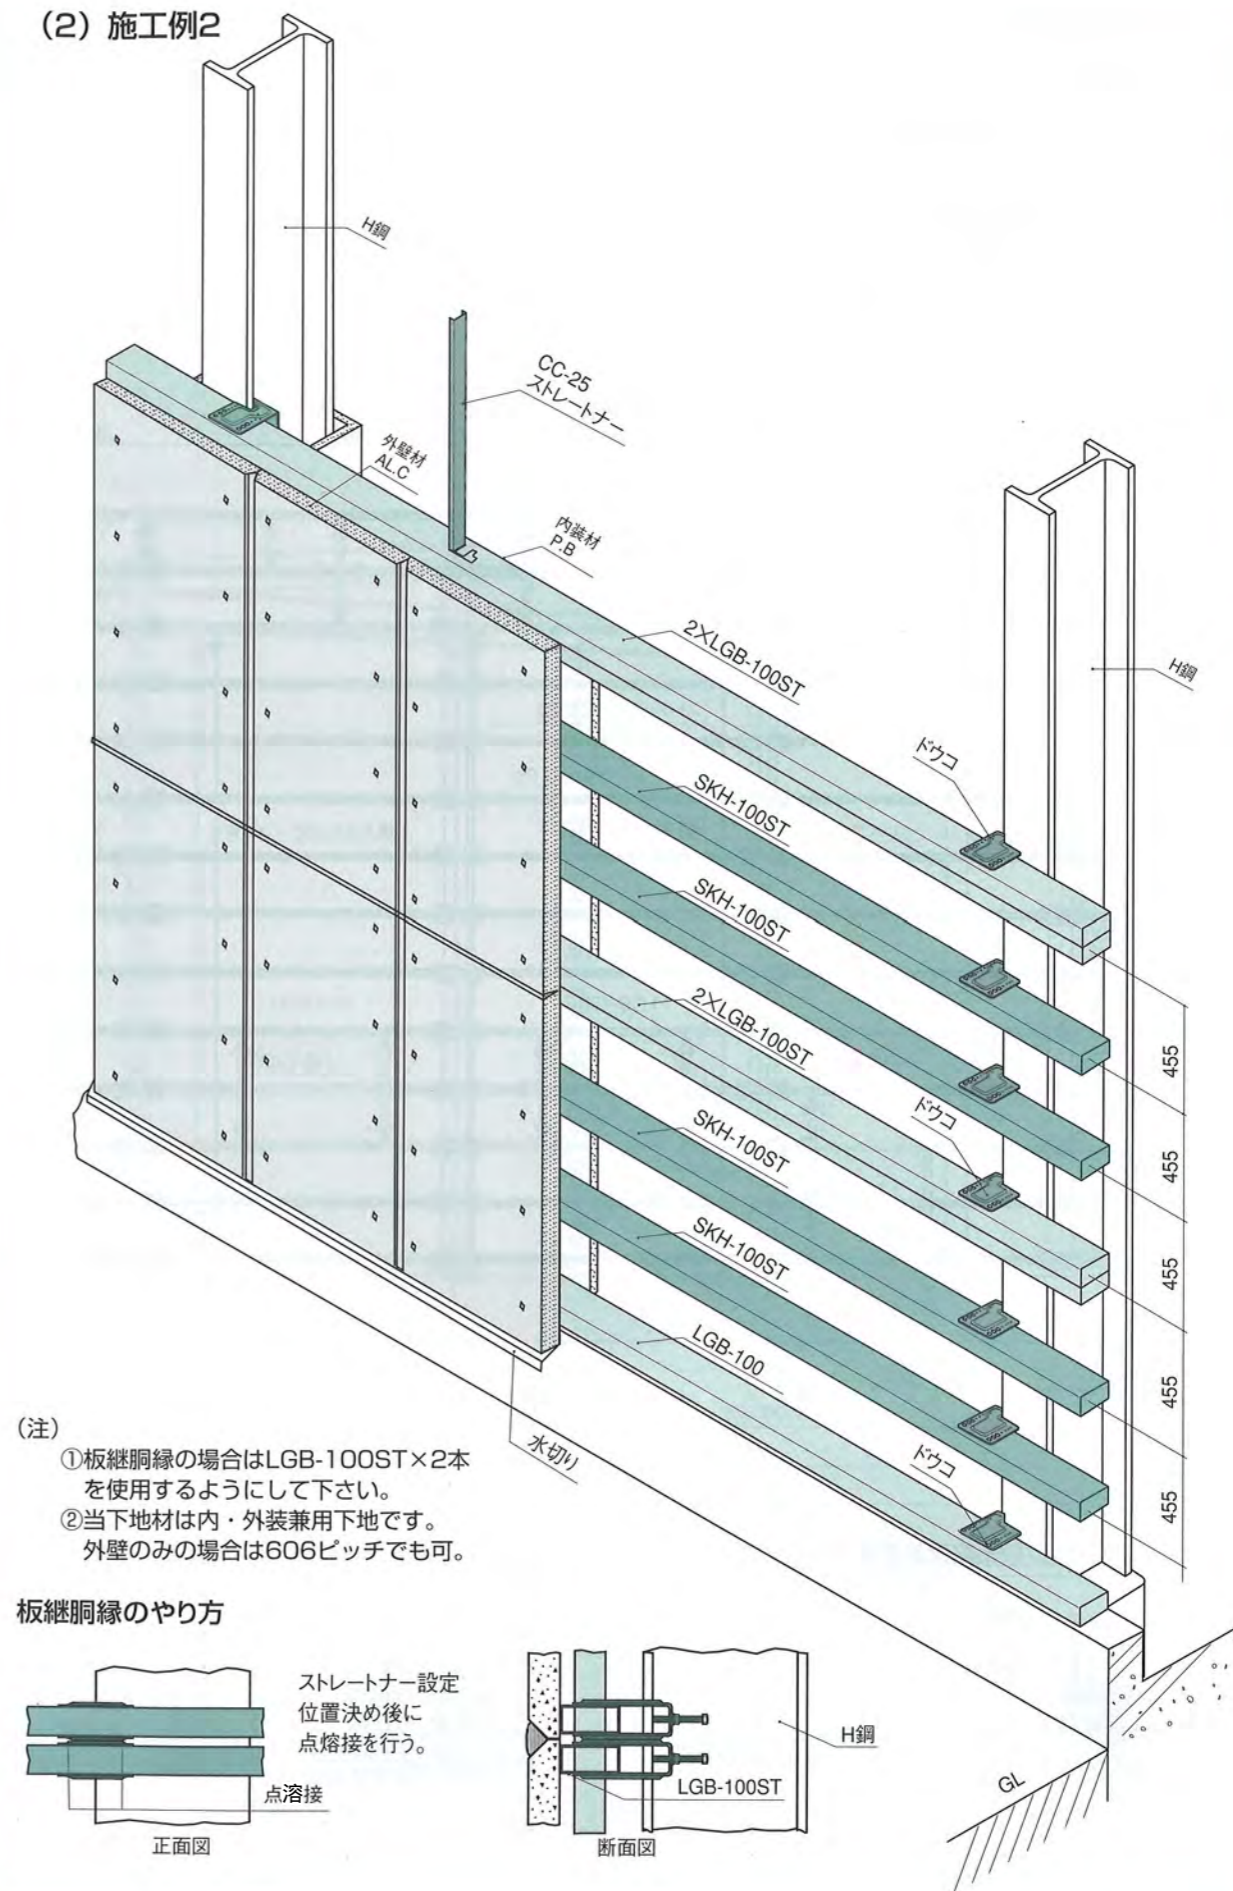 （2）施工例2
H鋼
CC-25
ストレートナー
外壁材
AL.C
内装材
P.B
2×LGB-100ST
H鋼
ドウコ
SKH-100ST
SKH-100ST
2×LGB-100ST
455
ドウコ
455
SKH-100ST
455
SKH-100ST
455
LGB-100
ドウコ
455
水切り
（注）
①板継胴縁の場合はLGB-100ST×2本
を使用するようにして下さい。
②当下地材は内・外装兼用下地です。
外壁のみの場合は606ピッチでも可。
板継胴縁のやり方
ストレートナー設定
位置決め後に
点熔接を行う。
点溶接
正面図
H鋼
LGB-100ST
断面図
GL